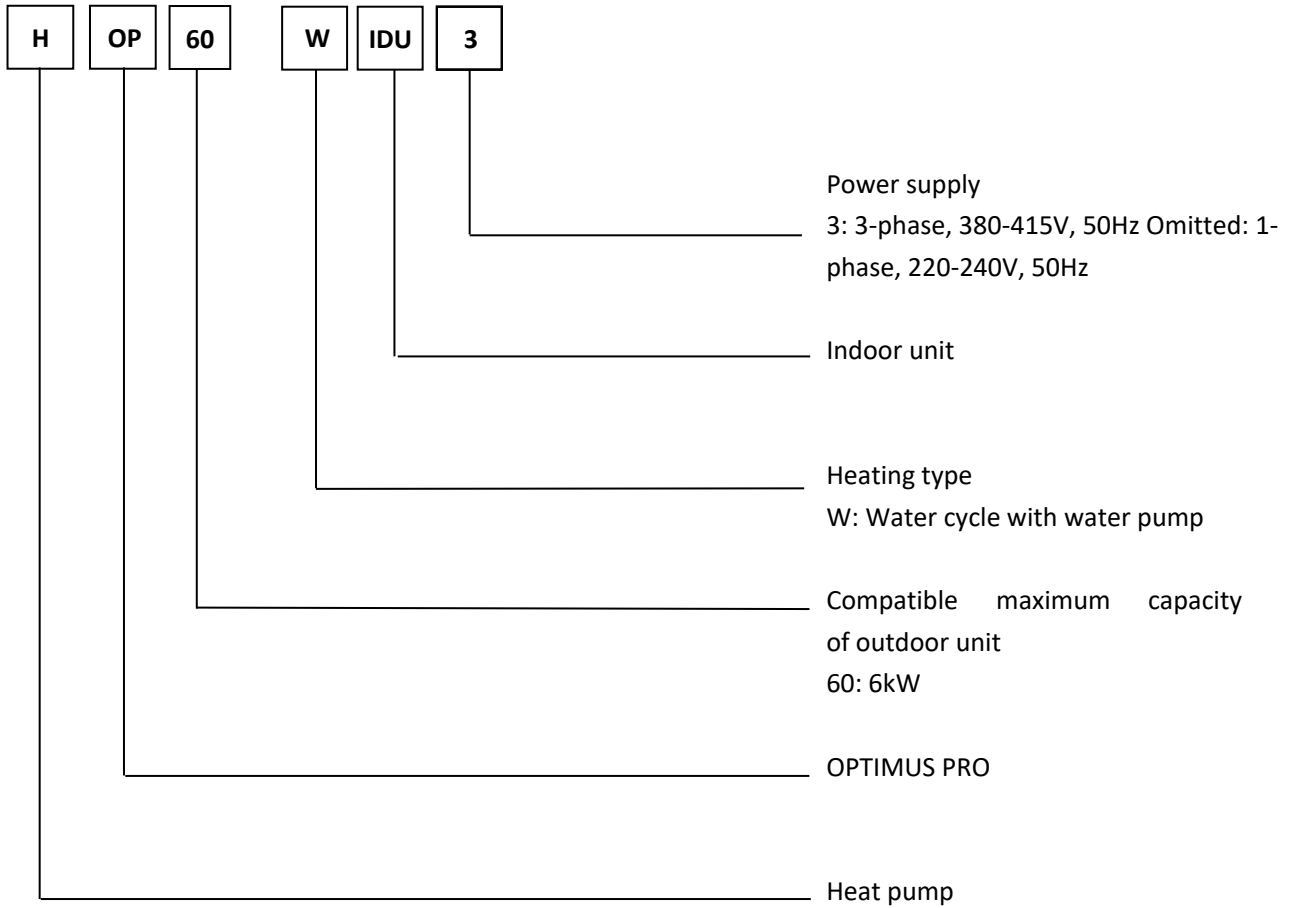 H OP 60 W IDU 3
Power supply
3: 3-phase, 380-415V, 50Hz Omitted: 1-
phase, 220-240V, 50Hz
Indoor unit
Heating type
W: Water cycle with water pump
Compatible maximum capacity
of outdoor unit
60: 6kW
OPTIMUS PRO
Heat pump